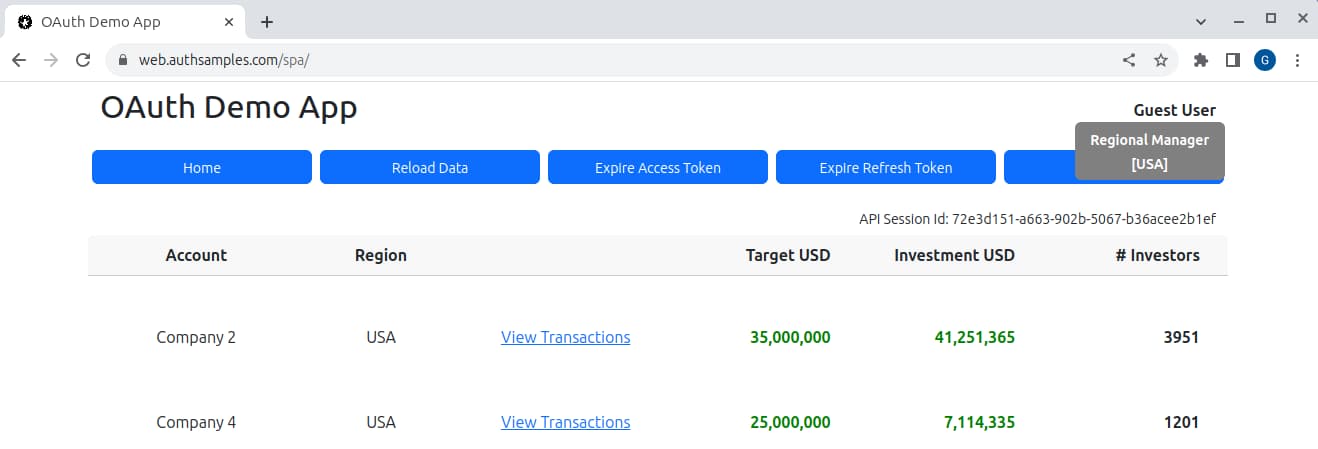 OAuth Demo App
web.authsamples.com/spa/
G
OAuth Demo App
Guest User
Regional Manager
[USA]
Home Reload Data Expire Access Token Expire Refresh Token
API Session Id: 72e3d151-a663-902b-5067-b36acee2b1ef
Account Region Target USD Investment USD # Investors
Company 2 USA View Transactions 35,000,000 41,251,365 3951
Company 4 USA View Transactions 25,000,000 7,114,335 1201